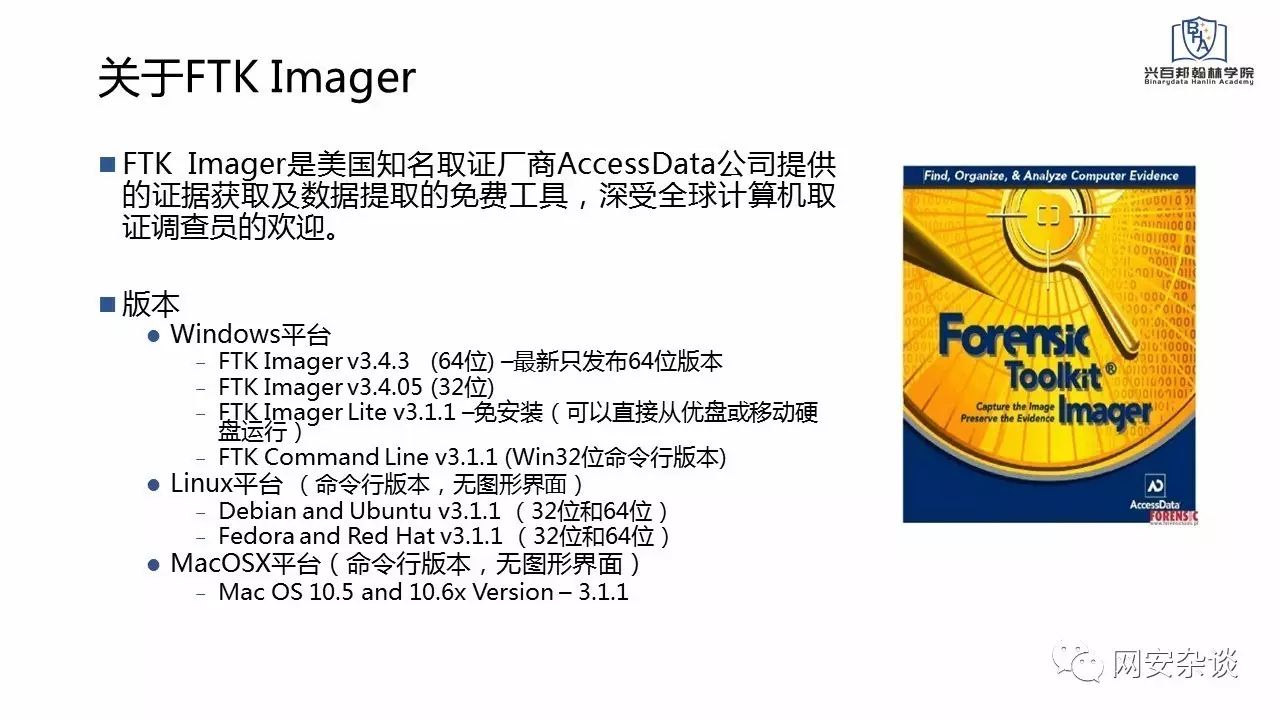 关于FTK Imager
兴百邦翰林学院
Binarydata Hanlin Academy
■ FTK Imager是美国知名取证厂商AccessData公司提供
的证据获取及数据提取的免费工具，深受全球计算机取
证调查员的欢迎。
■ 版本
● Windows平台
– FTK Imager v3.4.3 (64位) –最新只发布64位版本
– FTK Imager v3.4.05 (32位)
– FTK Imager Lite v3.1.1 –免安装（可以直接从优盘或移动硬
盘运行）
– FTK Command Line v3.1.1 (Win32位命令行版本)
● Linux平台 （命令行版本，无图形界面）
– Debian and Ubuntu v3.1.1 （32位和64位）
– Fedora and Red Hat v3.1.1 （32位和64位）
● MacOSX平台（命令行版本，无图形界面）
– Mac OS 10.5 and 10.6x Version – 3.1.1
Find, Organize, & Analyze Computer Evidence
Forensic
Toolkit®
Imager
Capture the Image
Preserve the Evidence
AccessData
FORENSIC
网安杂谈